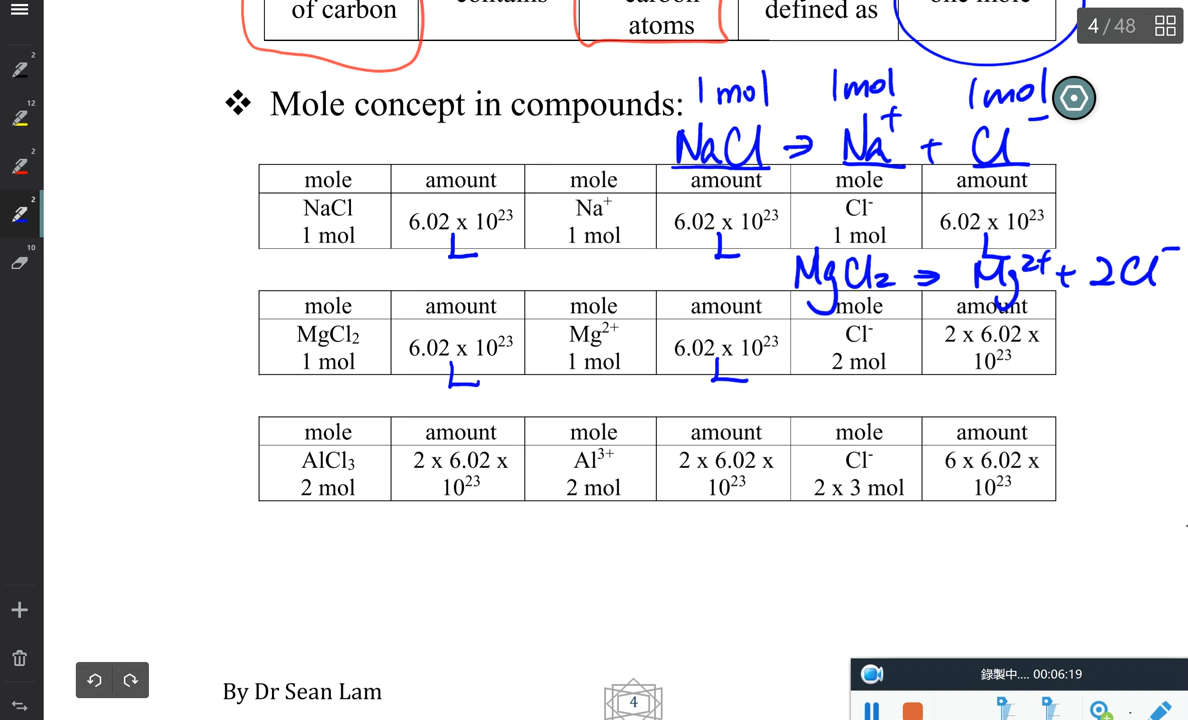 of carbon
atoms
defined as
4 / 48
❖ Mole concept in compounds:
1 mol 1 mol 1 mol
NaCl ⇒ Na⁺ + Cl⁻
mole amount mole amount mole amount
NaCl 1 mol 6.02 x 10²³ Na⁺ 1 mol 6.02 x 10²³ Cl⁻ 1 mol 6.02 x 10²³
L L L
MgCl₂ ⇒ Mg²⁺ + 2Cl⁻
mole amount mole amount mole amount
MgCl₂ 1 mol 6.02 x 10²³ Mg²⁺ 1 mol 6.02 x 10²³ Cl⁻ 2 mol 2 x 6.02 x 10²³
L L
mole amount mole amount mole amount
AlCl₃ 2 mol 2 x 6.02 x 10²³ Al³⁺ 2 mol 2 x 6.02 x 10²³ Cl⁻ 2 x 3 mol 6 x 6.02 x 10²³
By Dr Sean Lam
4
錄製中.... 00:06:19
2
12
2
2
10